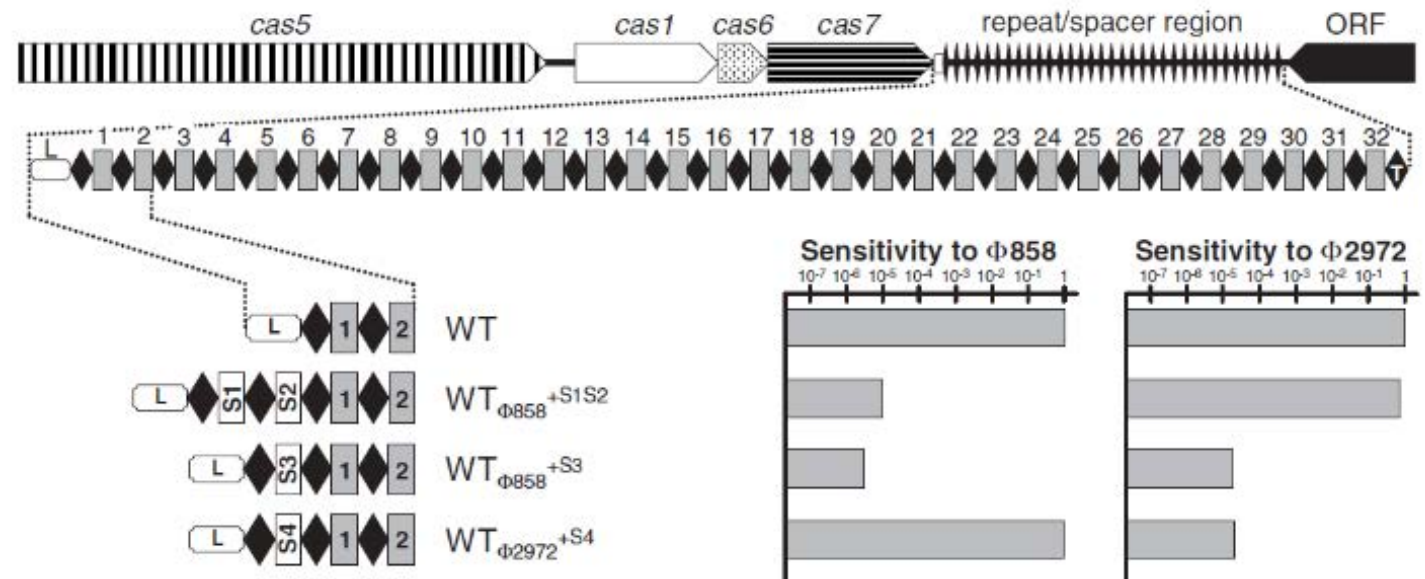 cas5 cas1 cas6 cas7 repeat/spacer region ORF
L 1 2 3 4 5 6 7 8 9 10 11 12 13 14 15 16 17 18 19 20 21 22 23 24 25 26 27 28 29 30 31 32
T
Sensitivity to Φ858 Sensitivity to Φ2972
10-7 10-6 10-5 10-4 10-3 10-2 10-1 1 10-7 10-6 10-5 10-4 10-3 10-2 10-1 1
L 1 2 WT
L S1 S2 1 2 WTΦ858+S1S2
L S3 1 2 WTΦ858+S3
L S4 1 2 WTΦ2972+S4